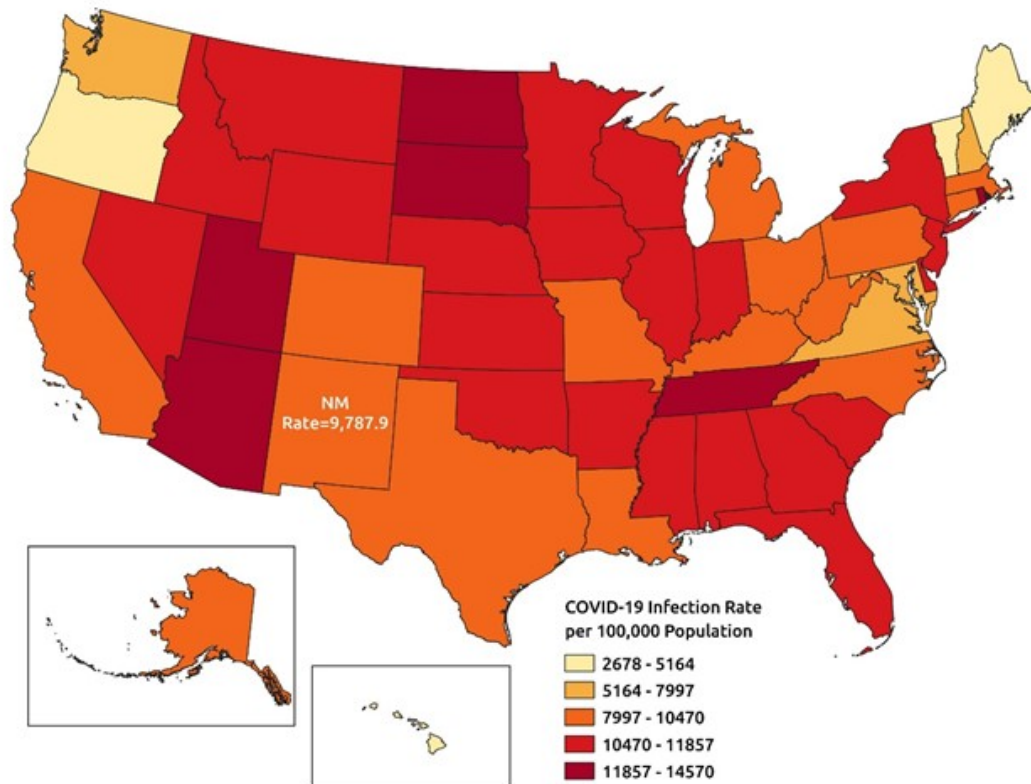 NM
Rate=9,787.9
COVID-19 Infection Rate
per 100,000 Population
2678 - 5164
5164 - 7997
7997 - 10470
10470 - 11857
11857 - 14570